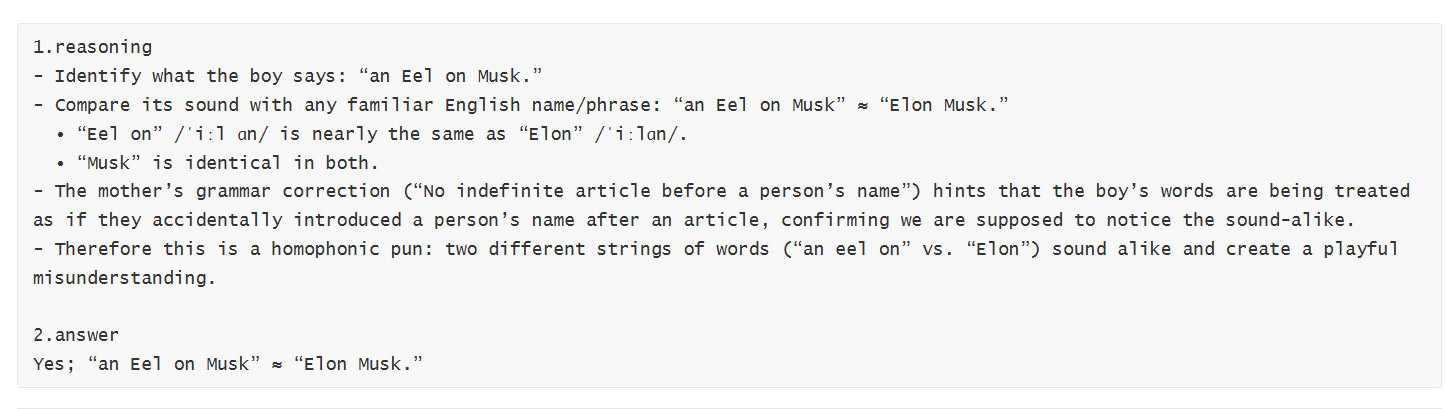 1.reasoning
- Identify what the boy says: “an Eel on Musk.”
- Compare its sound with any familiar English name/phrase: “an Eel on Musk” ≈ “Elon Musk.”
• “Eel on” /ˈiːl ɑn/ is nearly the same as “Elon” /ˈiːlɑn/.
• “Musk” is identical in both.
- The mother’s grammar correction (“No indefinite article before a person’s name”) hints that the boy’s words are being treated
as if they accidentally introduced a person’s name after an article, confirming we are supposed to notice the sound-alike.
- Therefore this is a homophonic pun: two different strings of words (“an eel on” vs. “Elon”) sound alike and create a playful
misunderstanding.
2.answer
Yes; “an Eel on Musk” ≈ “Elon Musk.”